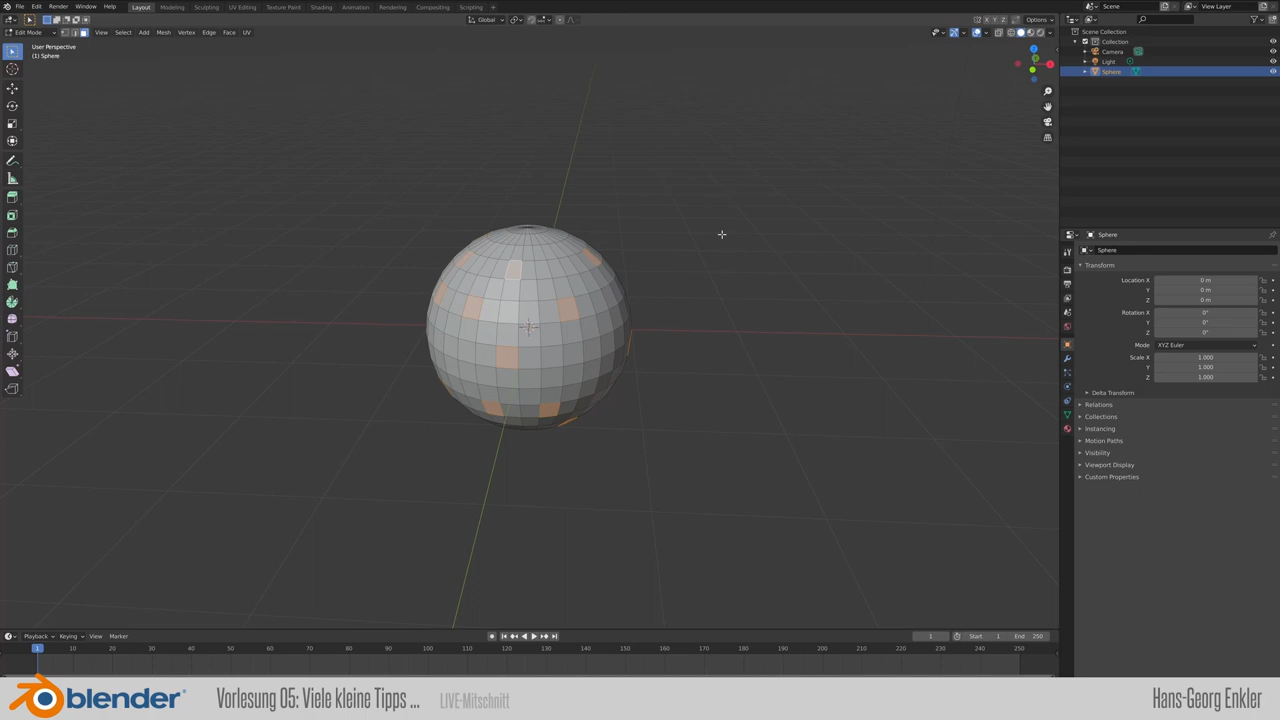 File Edit Render Window Help Layout Modeling Sculpting UV Editing Texture Paint Shading Animation Rendering Compositing Scripting Scene View Layer
Global X Y Z Options
Edit Mode View Select Add Mesh Vertex Edge Face UV
User Perspective
(1) Sphere
Scene Collection
Collection
Camera
Light
Sphere
Sphere
Sphere
Transform
Location X 0 m
Y 0 m
Z 0 m
Rotation X 0°
Y 0°
Z 0°
Mode XYZ Euler
Scale X 1.000
Y 1.000
Z 1.000
Delta Transform
Relations
Collections
Instancing
Motion Paths
Visibility
Viewport Display
Custom Properties
Playback Keying View Marker 1 Start 1 End 250
1 10 20 30 40 50 60 70 80 90 100 110 120 130 140 150 160 170 180 190 200 210 220 230 240 250
blender Vorlesung 05: Viele kleine Tipps ... LIVE-Mitschnitt Hans-Georg Enkler